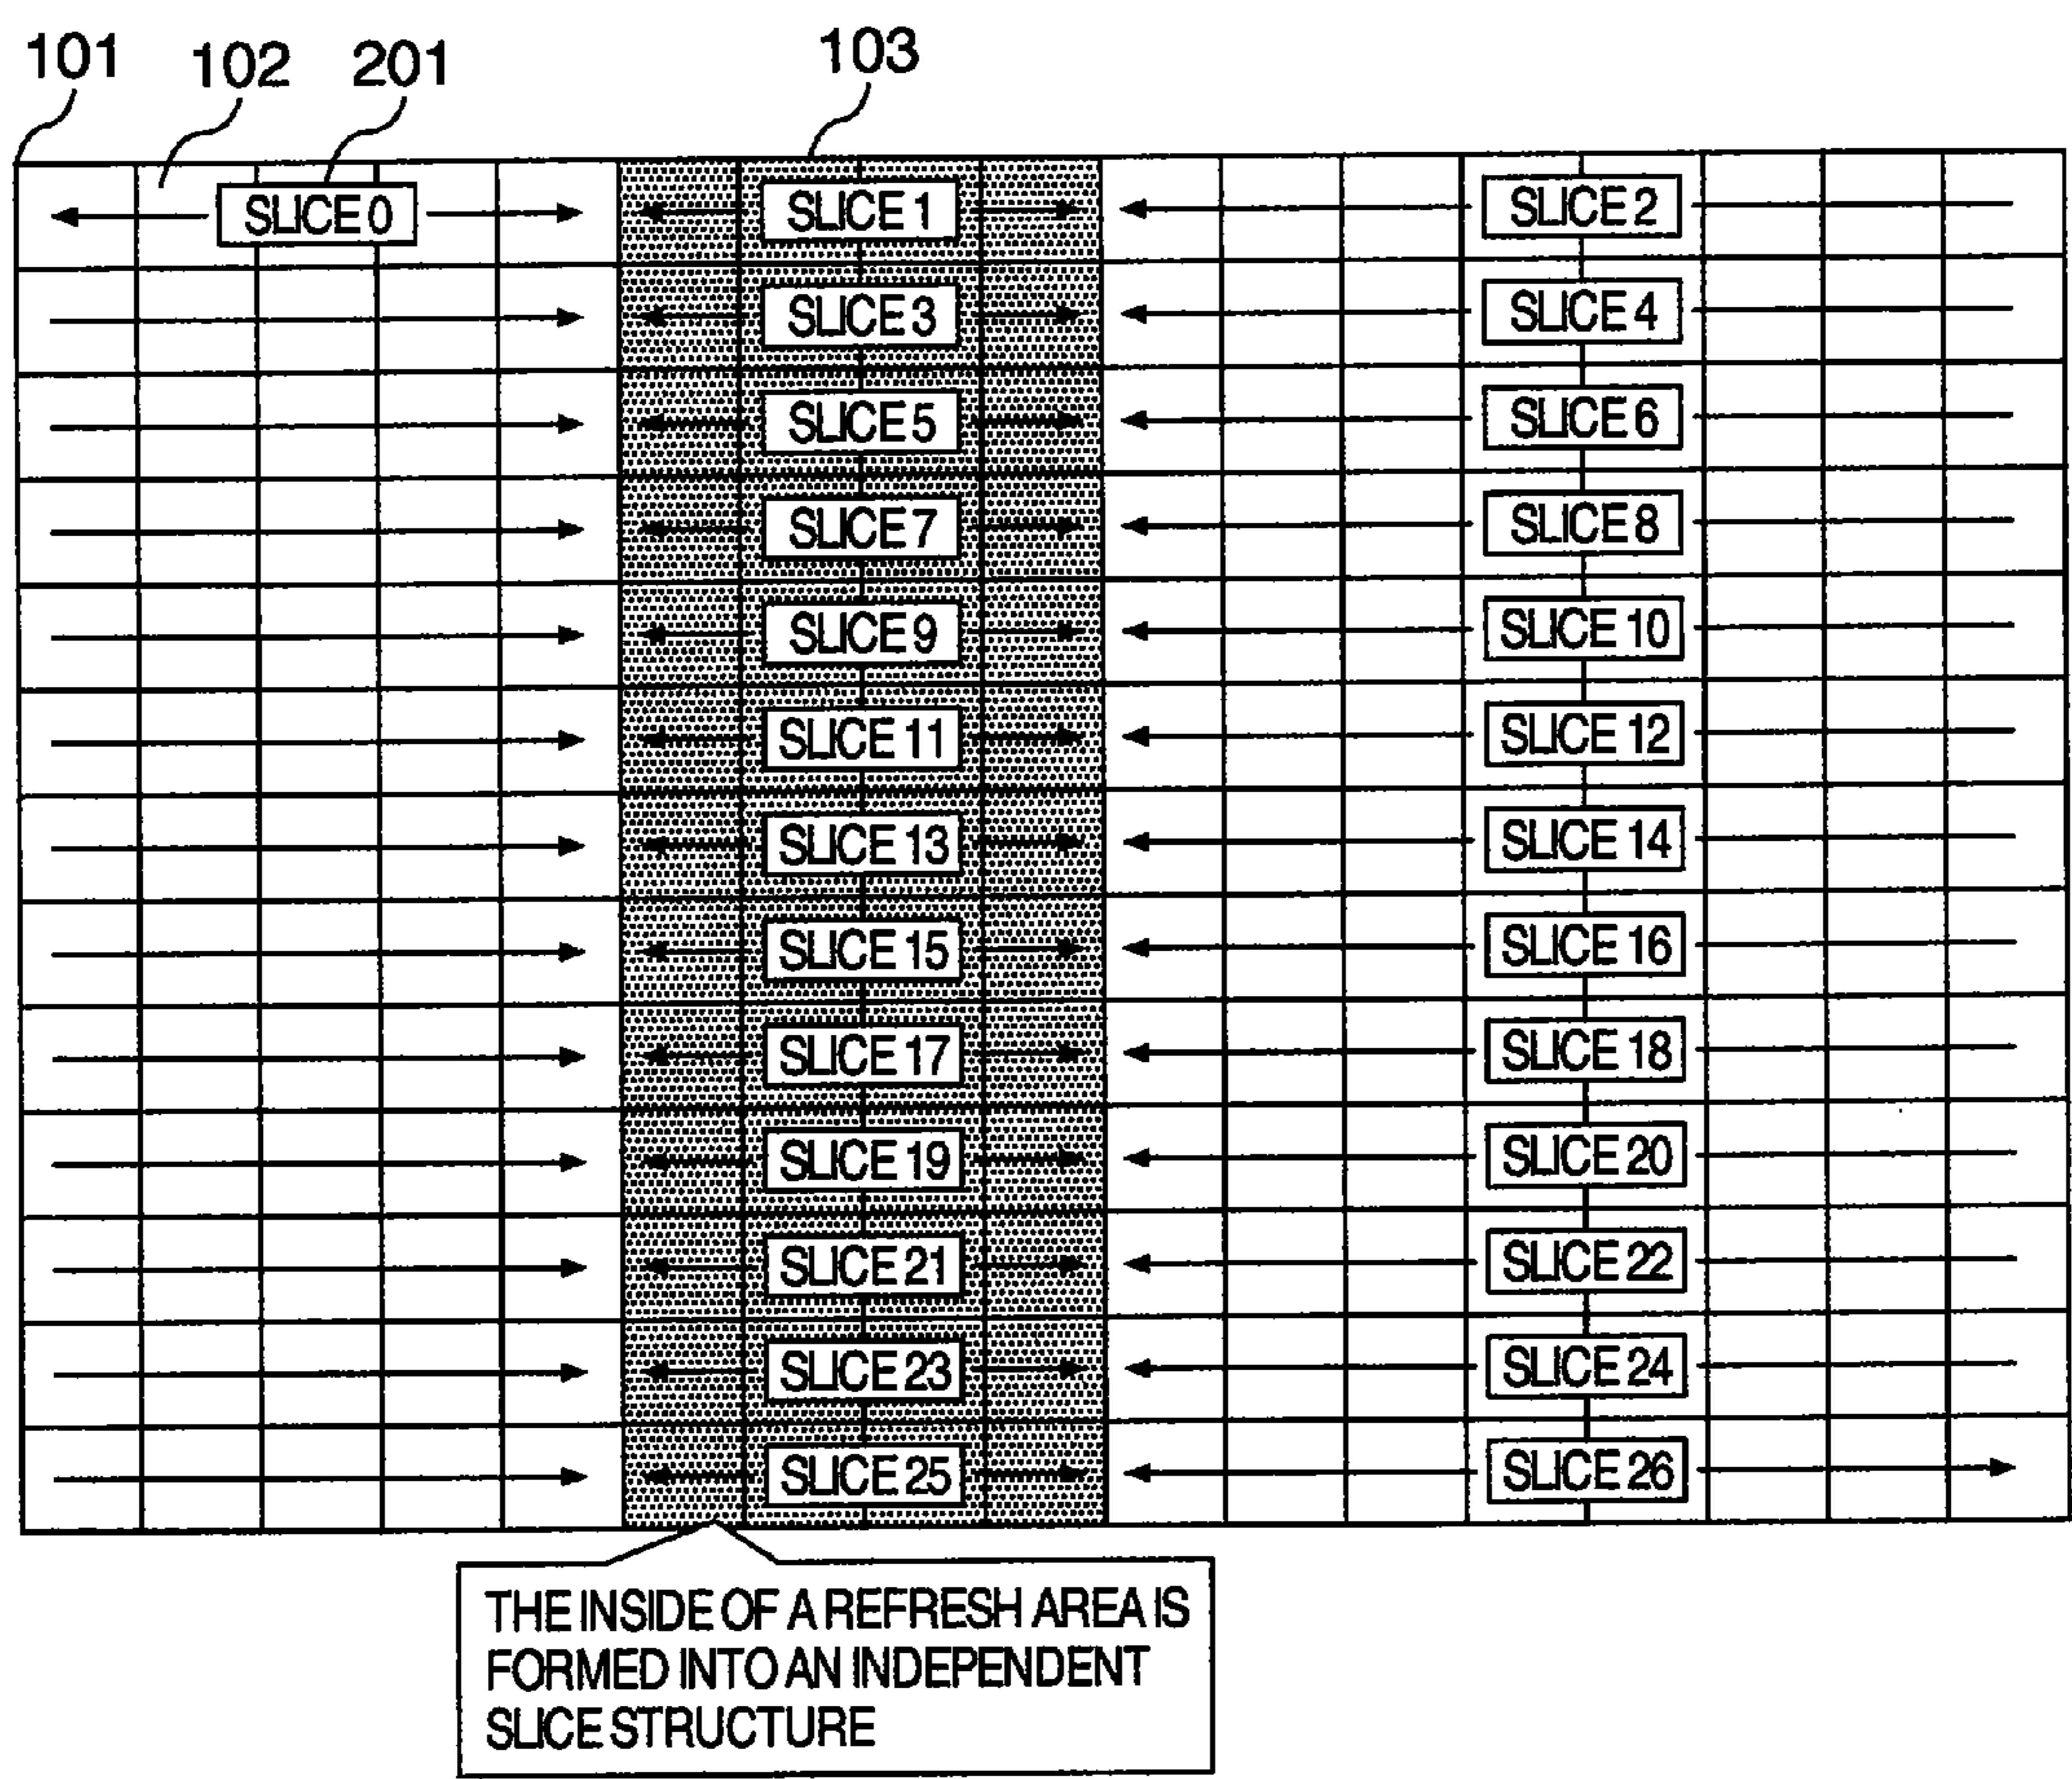 101 102 201 103
SLICE 0 SLICE 1 SLICE 2
SLICE 3 SLICE 4
SLICE 5 SLICE 6
SLICE 7 SLICE 8
SLICE 9 SLICE 10
SLICE 11 SLICE 12
SLICE 13 SLICE 14
SLICE 15 SLICE 16
SLICE 17 SLICE 18
SLICE 19 SLICE 20
SLICE 21 SLICE 22
SLICE 23 SLICE 24
SLICE 25 SLICE 26
THE INSIDE OF A REFRESH AREA IS
FORMED INTO AN INDEPENDENT
SLICE STRUCTURE